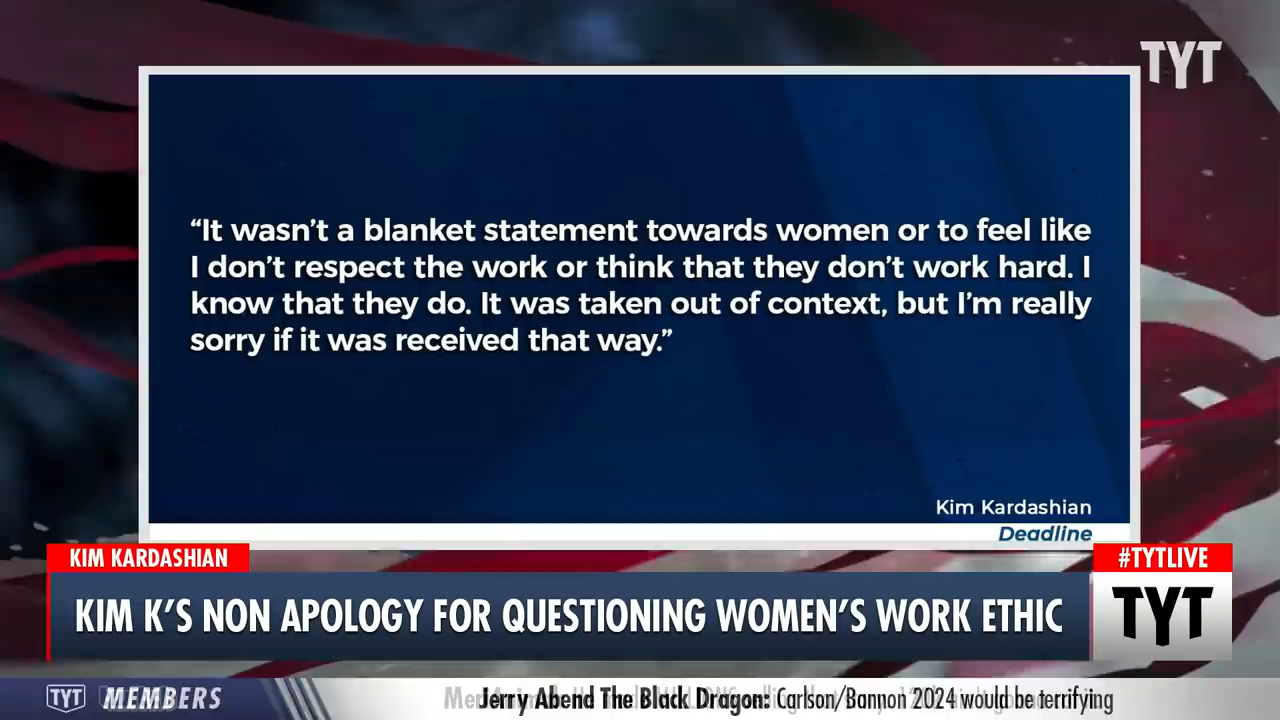 TYT
“It wasn’t a blanket statement towards women or to feel like
I don’t respect the work or think that they don’t work hard. I
know that they do. It was taken out of context, but I’m really
sorry if it was received that way.”
Kim Kardashian
Deadline
KIM KARDASHIAN
#TYTLIVE
KIM K’S NON APOLOGY FOR QUESTIONING WOMEN’S WORK ETHIC
TYT
TYT MEMBERS
Jerry Abend The Black Dragon: Carlson/Bannon 2024 would be terrifying